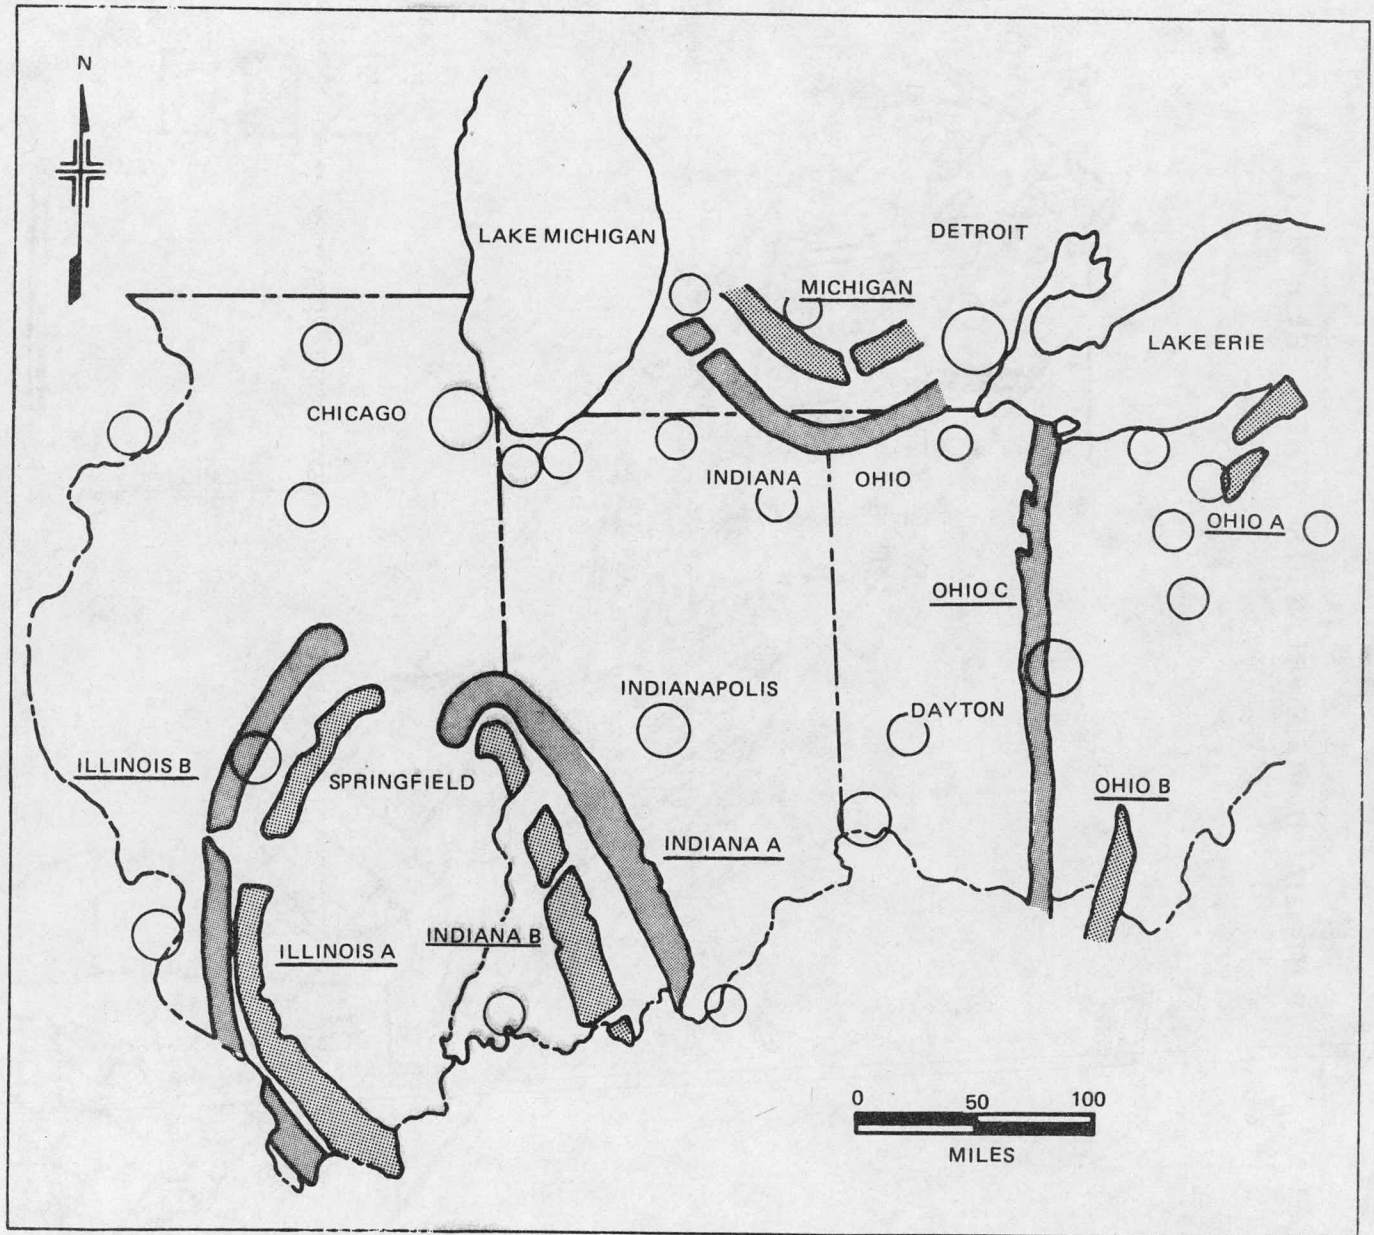 N
LAKE MICHIGAN
DETROIT
MICHIGAN
LAKE ERIE
CHICAGO
INDIANA
OHIO
OHIO A
OHIO C
INDIANAPOLIS
DAYTON
ILLINOIS B
SPRINGFIELD
OHIO B
INDIANA A
INDIANA B
ILLINOIS A
0 50 100
MILES